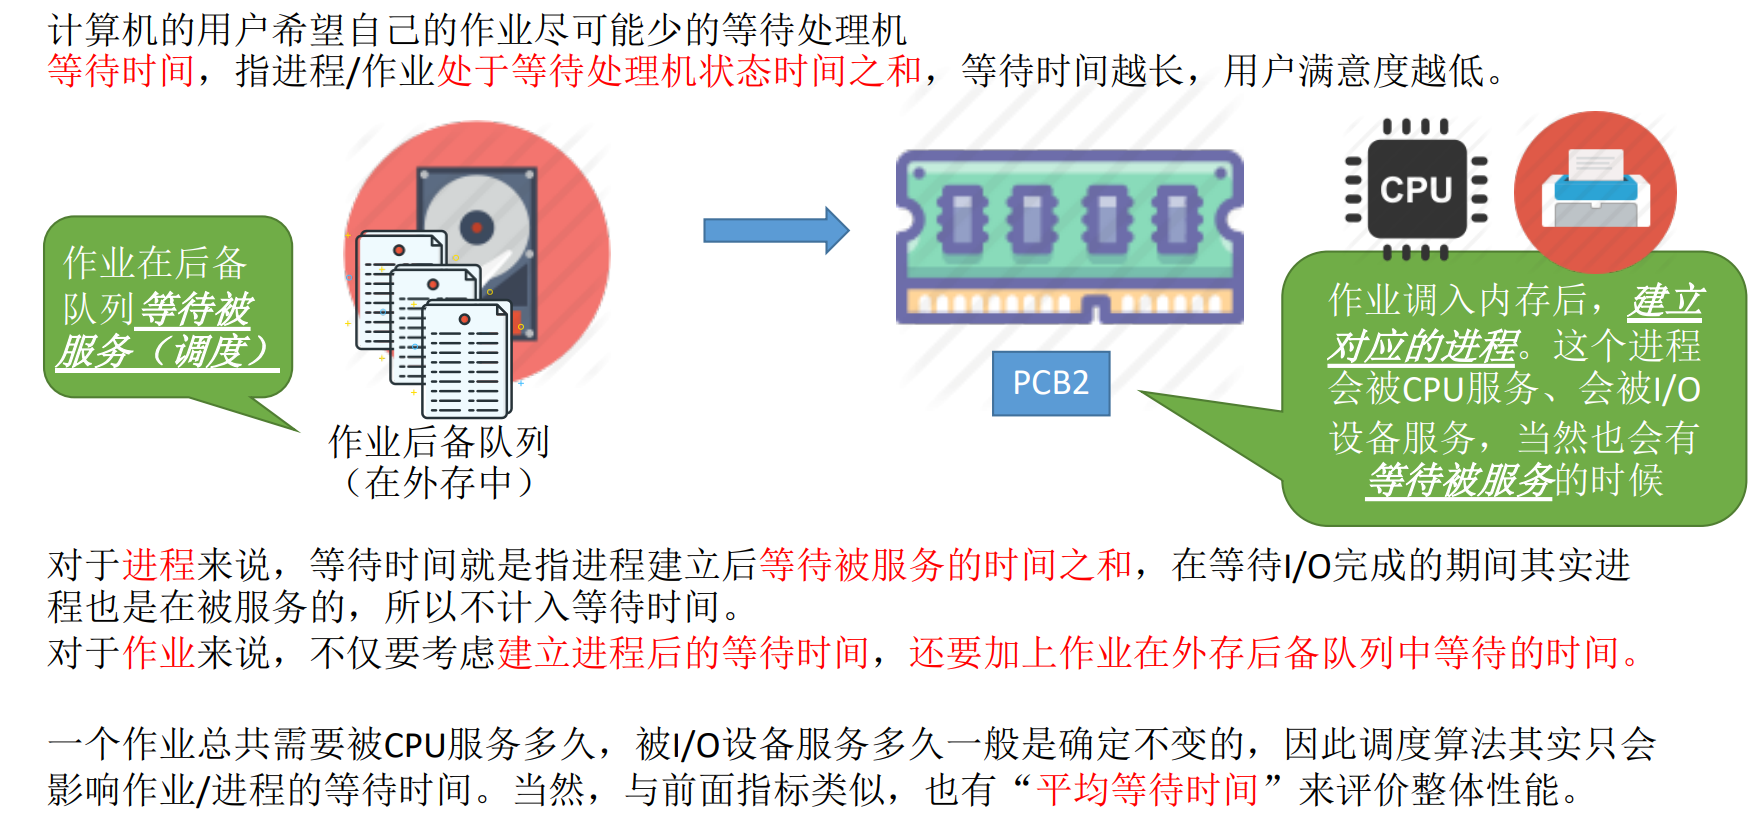 计算机的用户希望自己的作业尽可能少的等待处理机
等待时间，指进程/作业处于等待处理机状态时间之和，等待时间越长，用户满意度越低。
作业在后备
队列等待被
服务（调度）
作业后备队列
（在外存中）
PCB2
CPU
作业调入内存后，建立
对应的进程。这个进程
会被CPU服务、会被I/O
设备服务，当然也会有
等待被服务的时候
对于进程来说，等待时间就是指进程建立后等待被服务的时间之和，在等待I/O完成的期间其实进
程也是在被服务的，所以不计入等待时间。
对于作业来说，不仅要考虑建立进程后的等待时间，还要加上作业在外存后备队列中等待的时间。
一个作业总共需要被CPU服务多久，被I/O设备服务多久一般是确定不变的，因此调度算法其实只会
影响作业/进程的等待时间。当然，与前面指标类似，也有“平均等待时间”来评价整体性能。